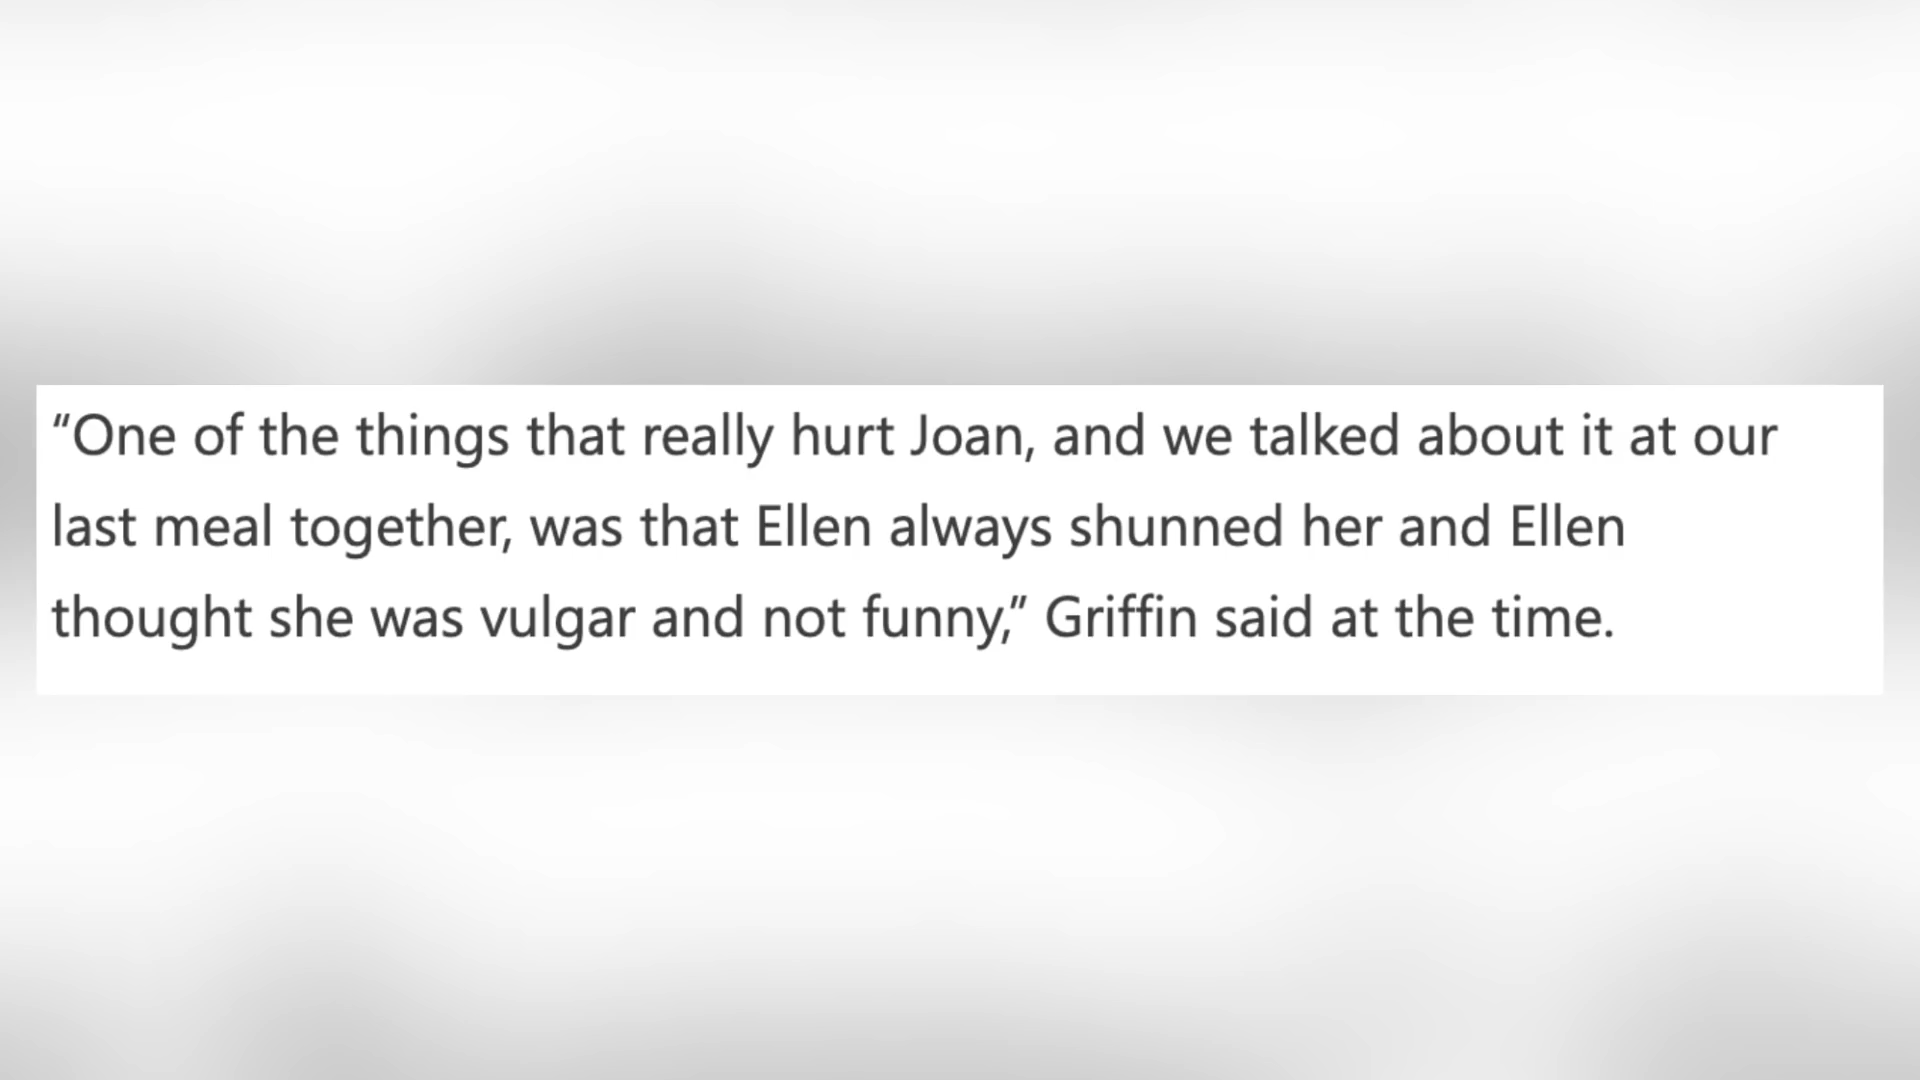 “One of the things that really hurt Joan, and we talked about it at our
last meal together, was that Ellen always shunned her and Ellen
thought she was vulgar and not funny,” Griffin said at the time.